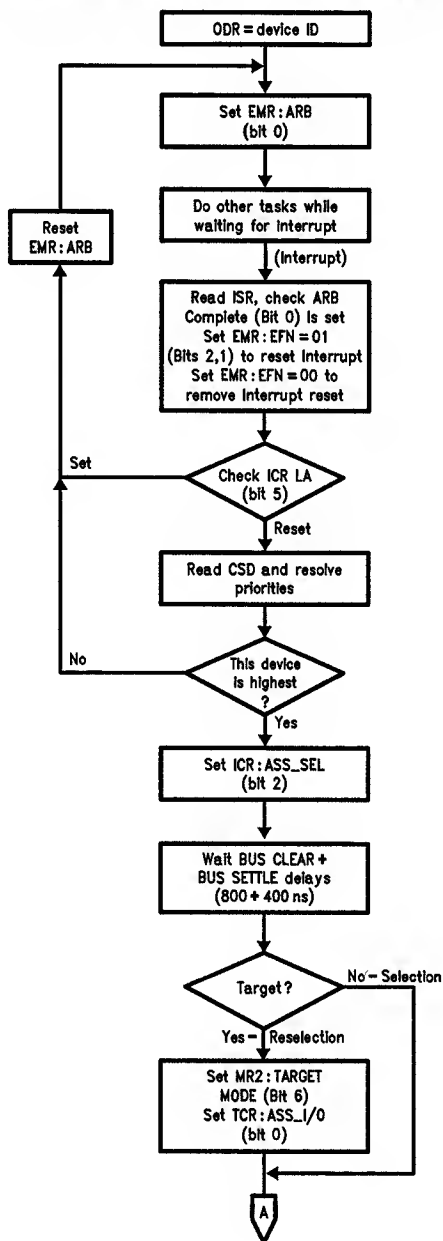 ODR=device ID
Set EMR:ARB
(bit 0)
Do other tasks while
waiting for interrupt
Reset
EMR:ARB
(Interrupt)
Read ISR, check ARB
Complete (Bit 0) Is set
Set EMR:EFN=01
(Bits 2,1) to reset Interrupt
Set EMR:EFN=00 to
remove Interrupt reset
Set
Check ICR LA
(bit 5)
Reset
Read CSD and resolve
priorities
No
This device
is highest
?
Yes
Set ICR:ASS_SEL
(bit 2)
Wait BUS CLEAR+
BUS SETTLE delays
(800+400 ns)
Target?
No-Selection
Yes- Reselection
Set MR2:TARGET
MODE (Bit 6)
Set TCR:ASS_I/0
(bit 0)
A